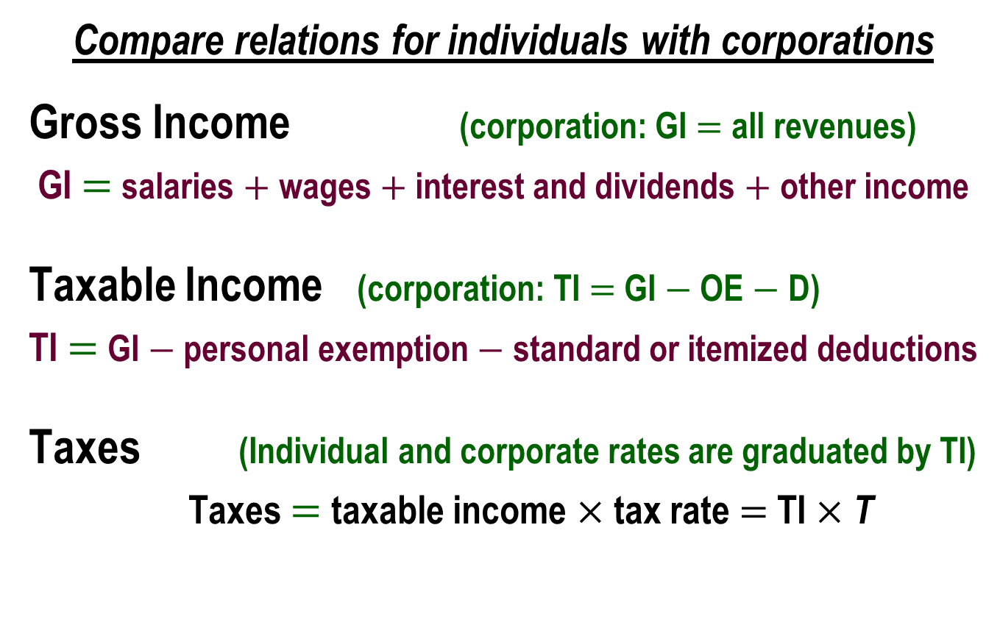 Compare relations for individuals with corporations
Gross Income (corporation: GI = all revenues)
GI = salaries + wages + interest and dividends + other income
Taxable Income (corporation: TI = GI − OE − D)
TI = GI − personal exemption − standard or itemized deductions
Taxes (Individual and corporate rates are graduated by TI)
Taxes = taxable income × tax rate = TI × T